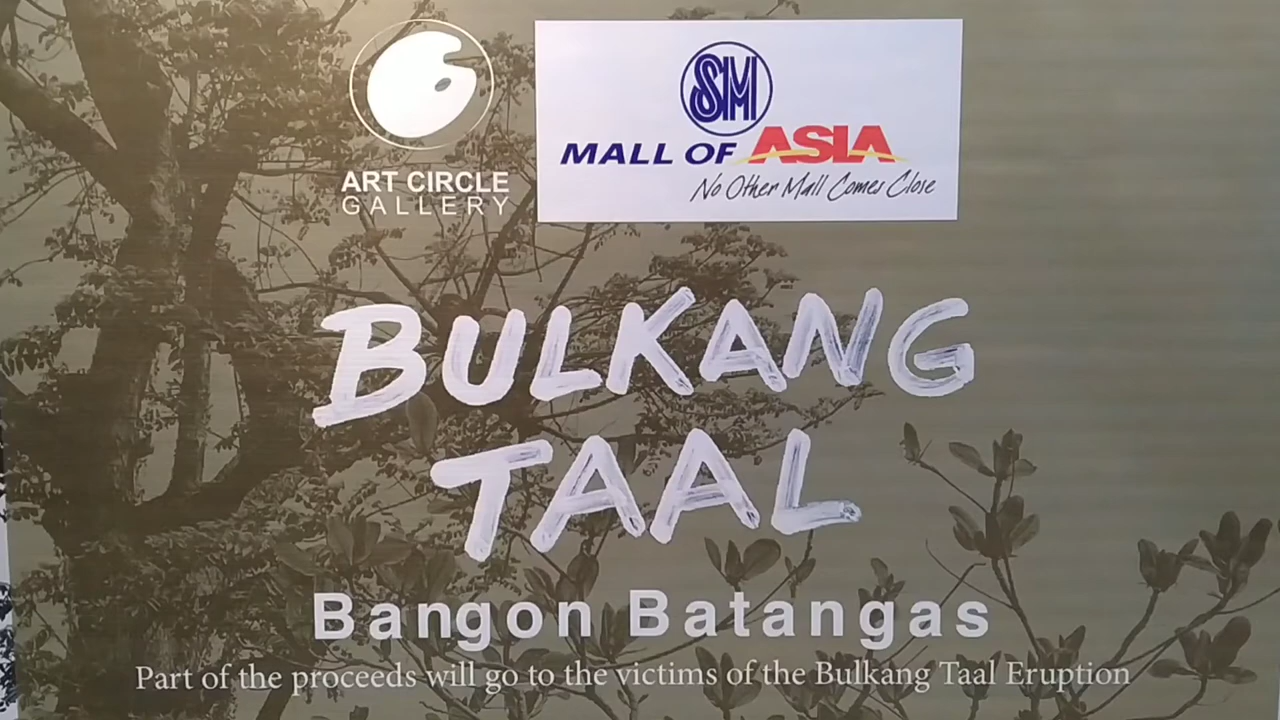 ART CIRCLE
GALLERY
SM
MALL OF ASIA
No Other Mall Comes Close
BULKANG
TAAL
Bangon Batangas
Part of the proceeds will go to the victims of the Bulkang Taal Eruption